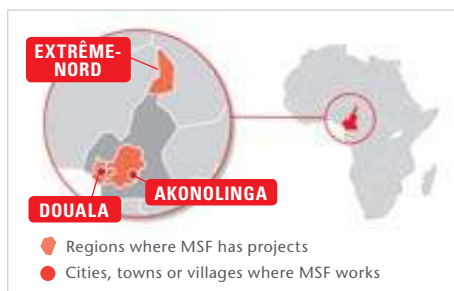 EXTRÊME-
NORD
AKONOLINGA
DOUALA
Regions where MSF has projects
Cities, towns or villages where MSF works